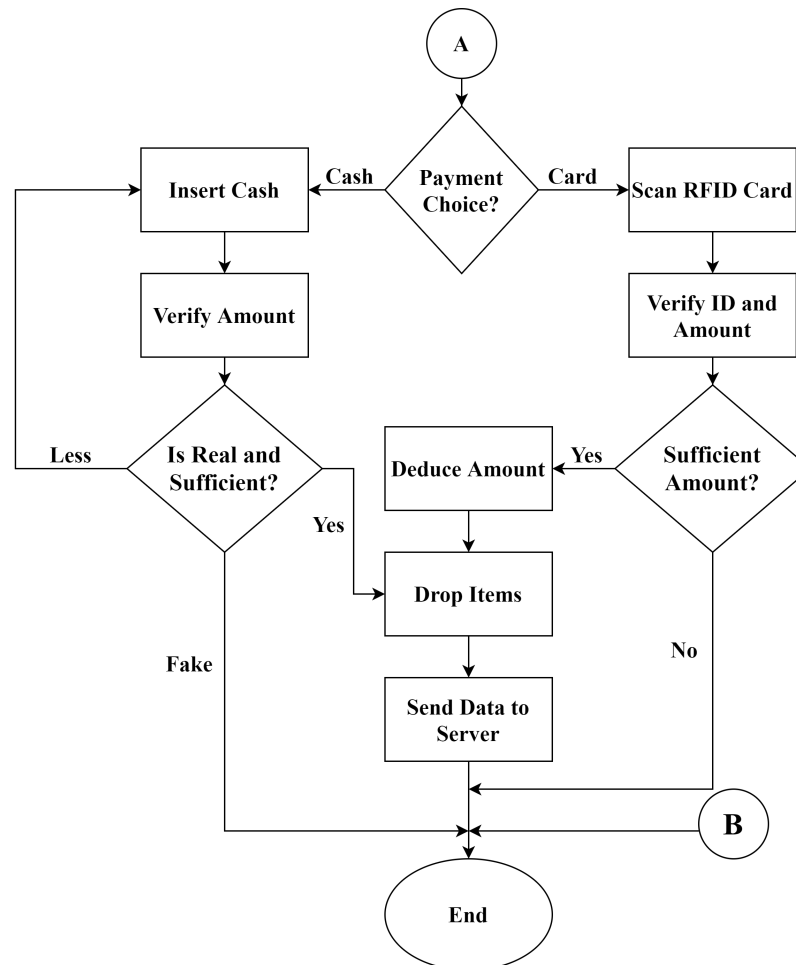 A
Payment
Choice?
Cash
Card
Insert Cash
Scan RFID Card
Verify Amount
Verify ID and
Amount
Is Real and
Sufficient?
Less
Yes
Fake
Deduce Amount
Yes
Sufficient
Amount?
No
Drop Items
Send Data to
Server
B
End